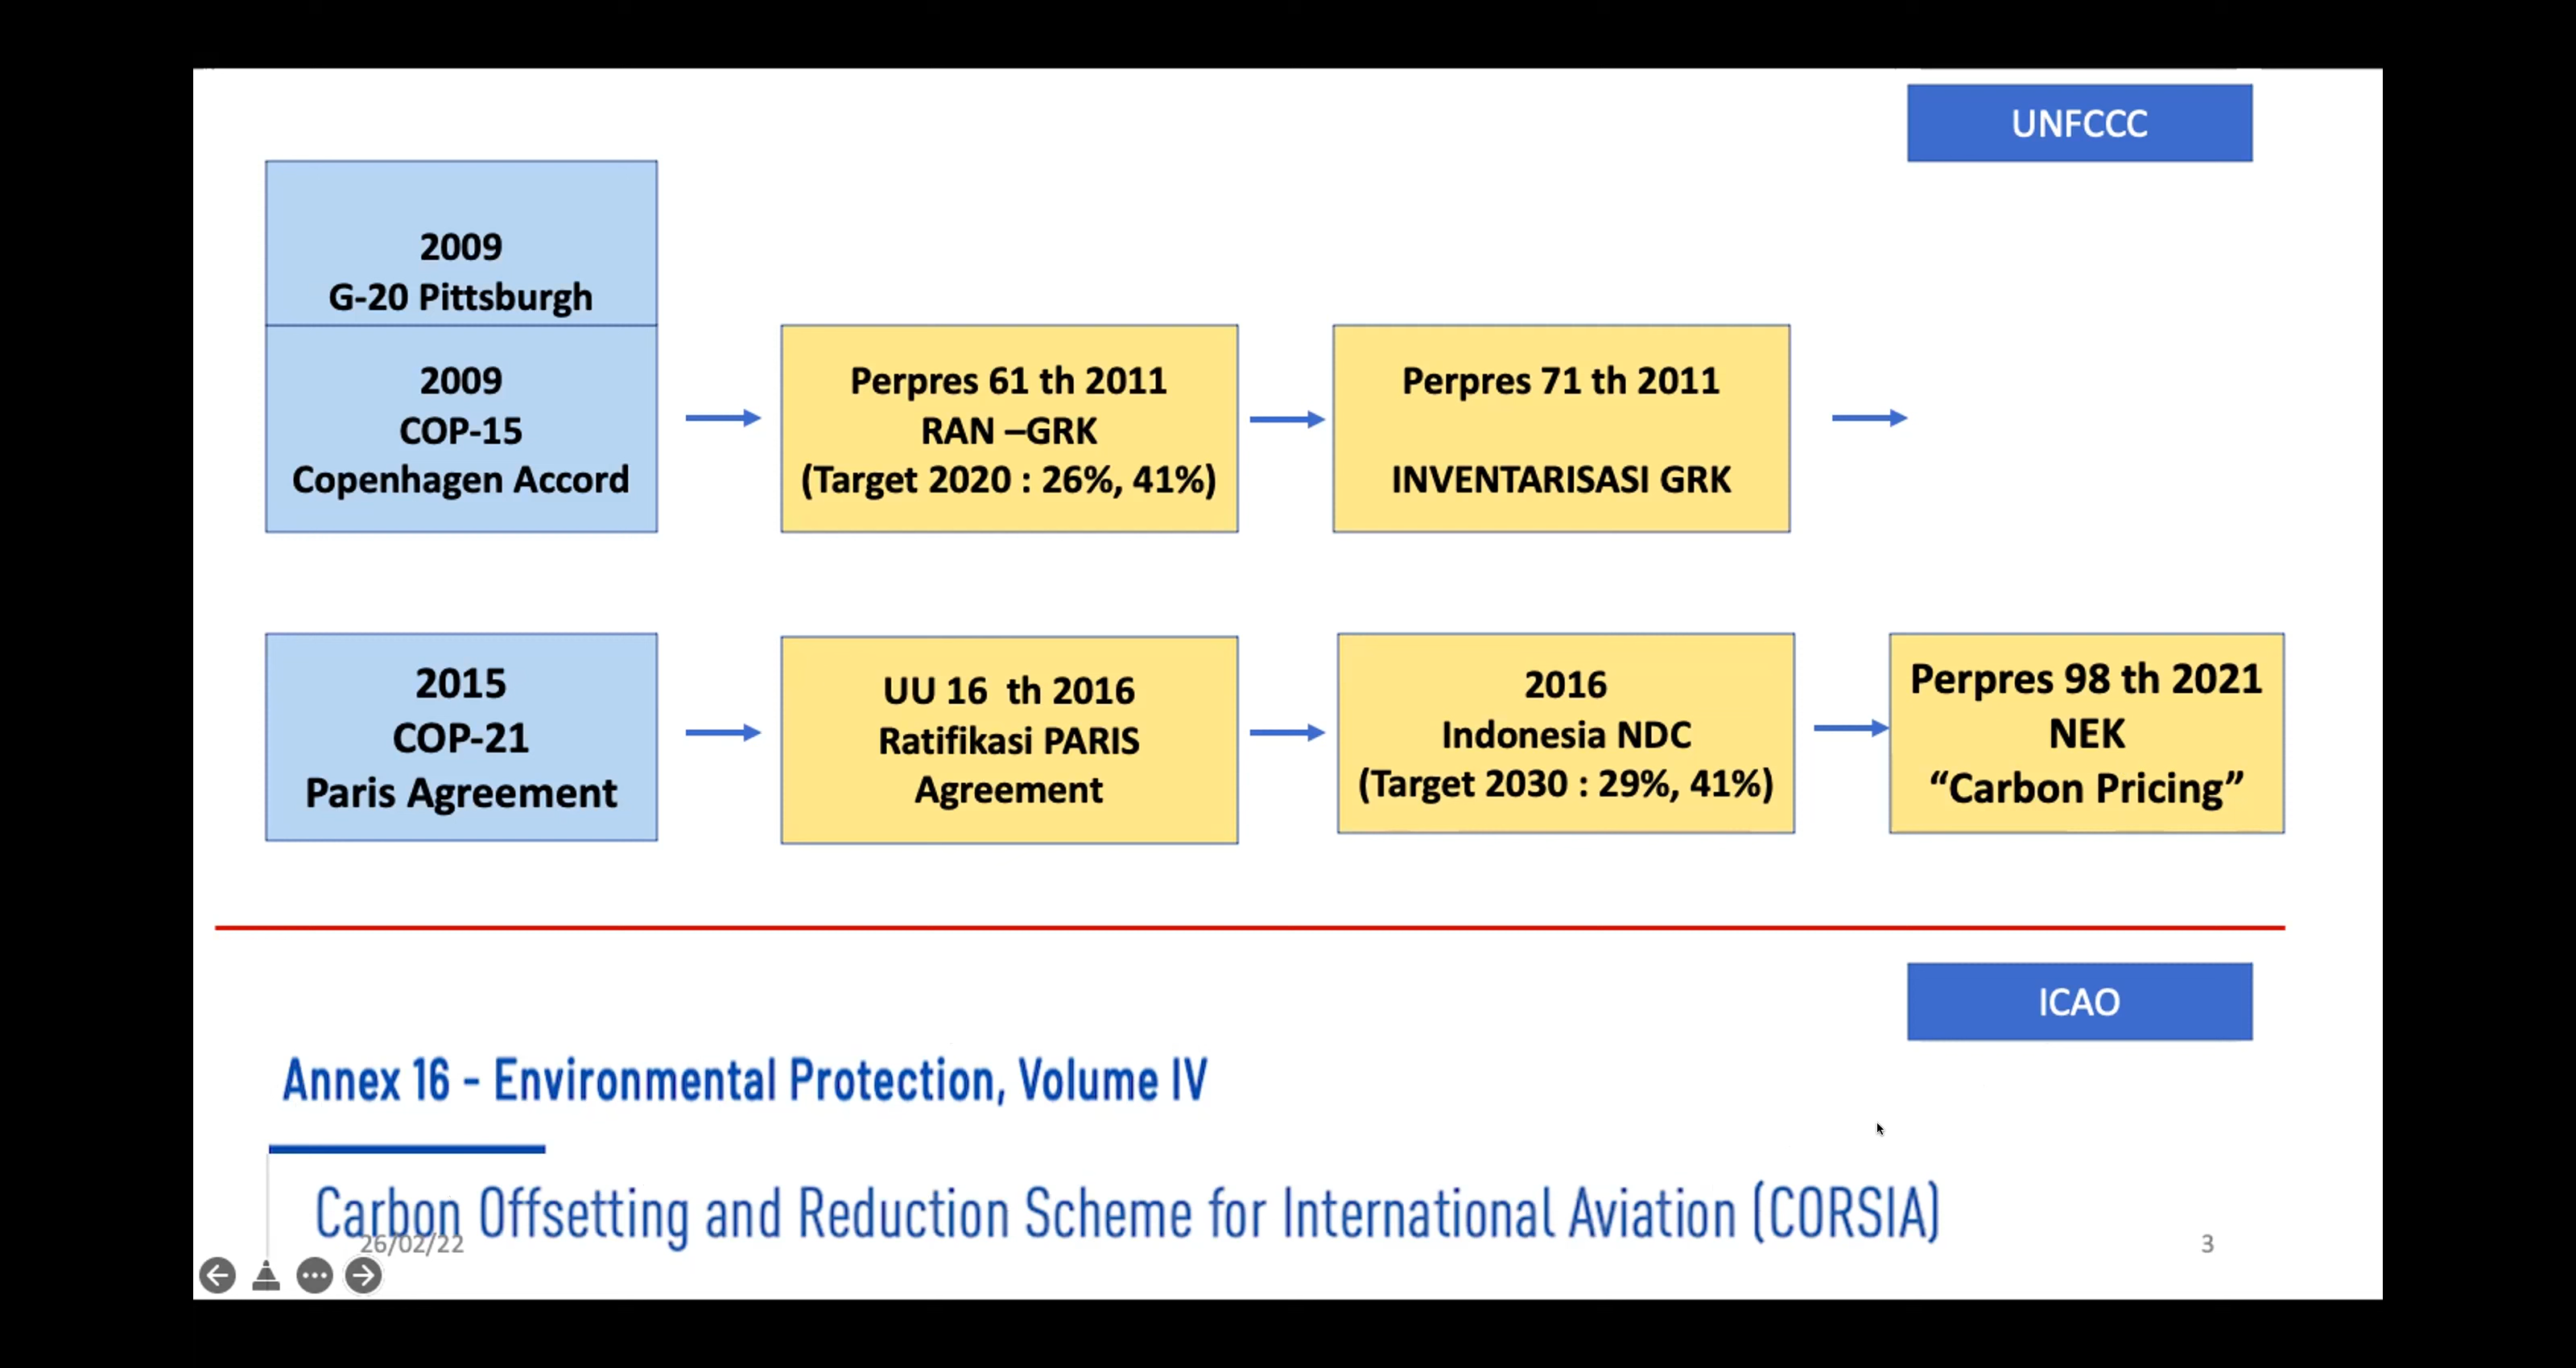 UNFCCC
2009
G-20 Pittsburgh
2009
COP-15
Copenhagen Accord
Perpres 61 th 2011
RAN –GRK
(Target 2020 : 26%, 41%)
Perpres 71 th 2011
INVENTARISASI GRK
2015
COP-21
Paris Agreement
UU 16 th 2016
Ratifikasi PARIS
Agreement
2016
Indonesia NDC
(Target 2030 : 29%, 41%)
Perpres 98 th 2021
NEK
“Carbon Pricing”
ICAO
Annex 16 - Environmental Protection, Volume IV
Carbon Offsetting and Reduction Scheme for International Aviation (CORSIA)
26/02/22
3